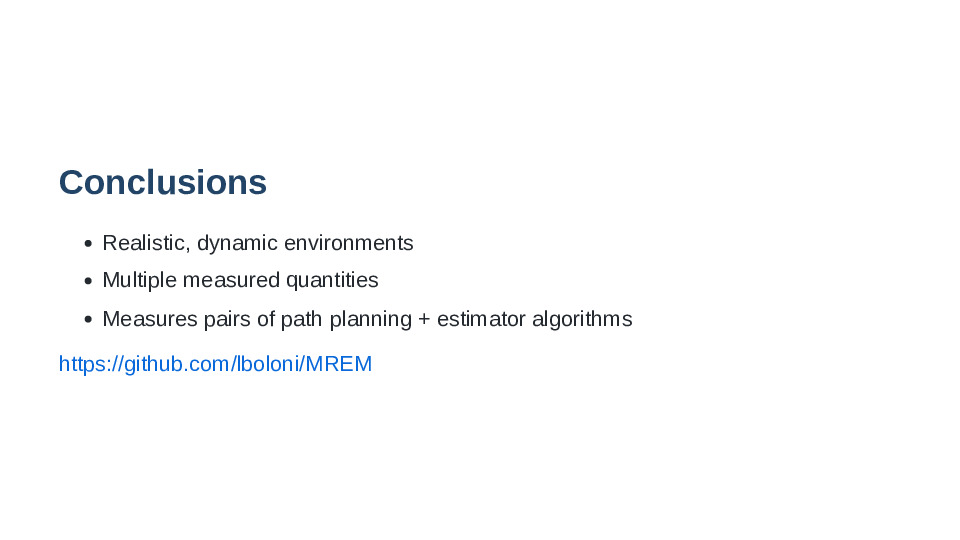 Conclusions
• Realistic, dynamic environments
• Multiple measured quantities
• Measures pairs of path planning + estimator algorithms
https://github.com/lboloni/MREM